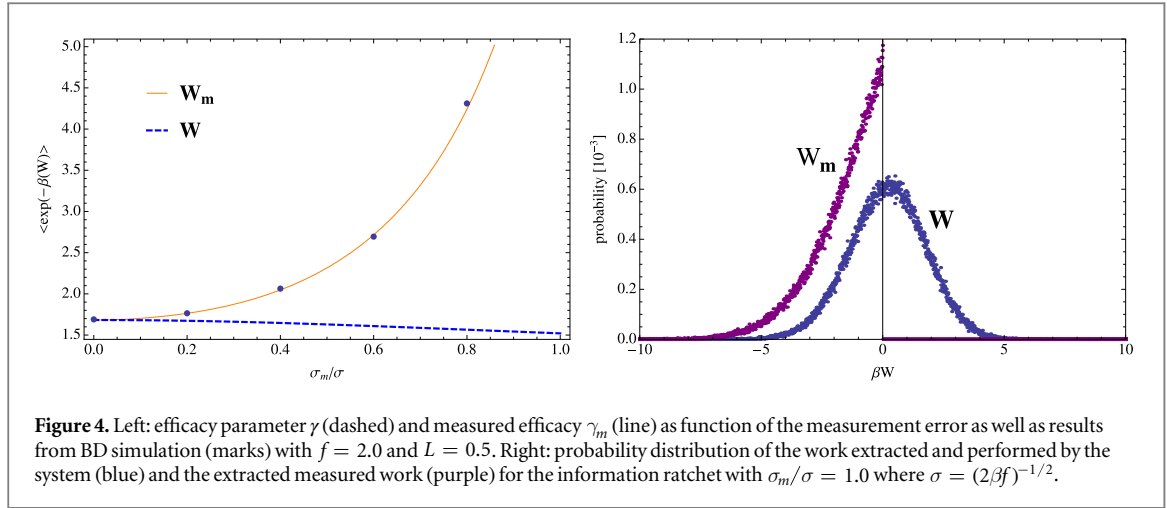 5.0
4.5
4.0
3.5
3.0
2.5
2.0
1.5
<exp(-β(W)>
W_m
W
0.0 0.2 0.4 0.6 0.8 1.0
σ_m/σ
1.2
1.0
0.8
0.6
0.4
0.2
0.0
probability [10^-3]
W_m
W
-10 -5 0 5 10
βW
Figure 4. Left: efficacy parameter γ (dashed) and measured efficacy γ_m (line) as function of the measurement error as well as results
from BD simulation (marks) with f = 2.0 and L = 0.5. Right: probability distribution of the work extracted and performed by the
system (blue) and the extracted measured work (purple) for the information ratchet with σ_m/σ = 1.0 where σ = (2βf)^-1/2.